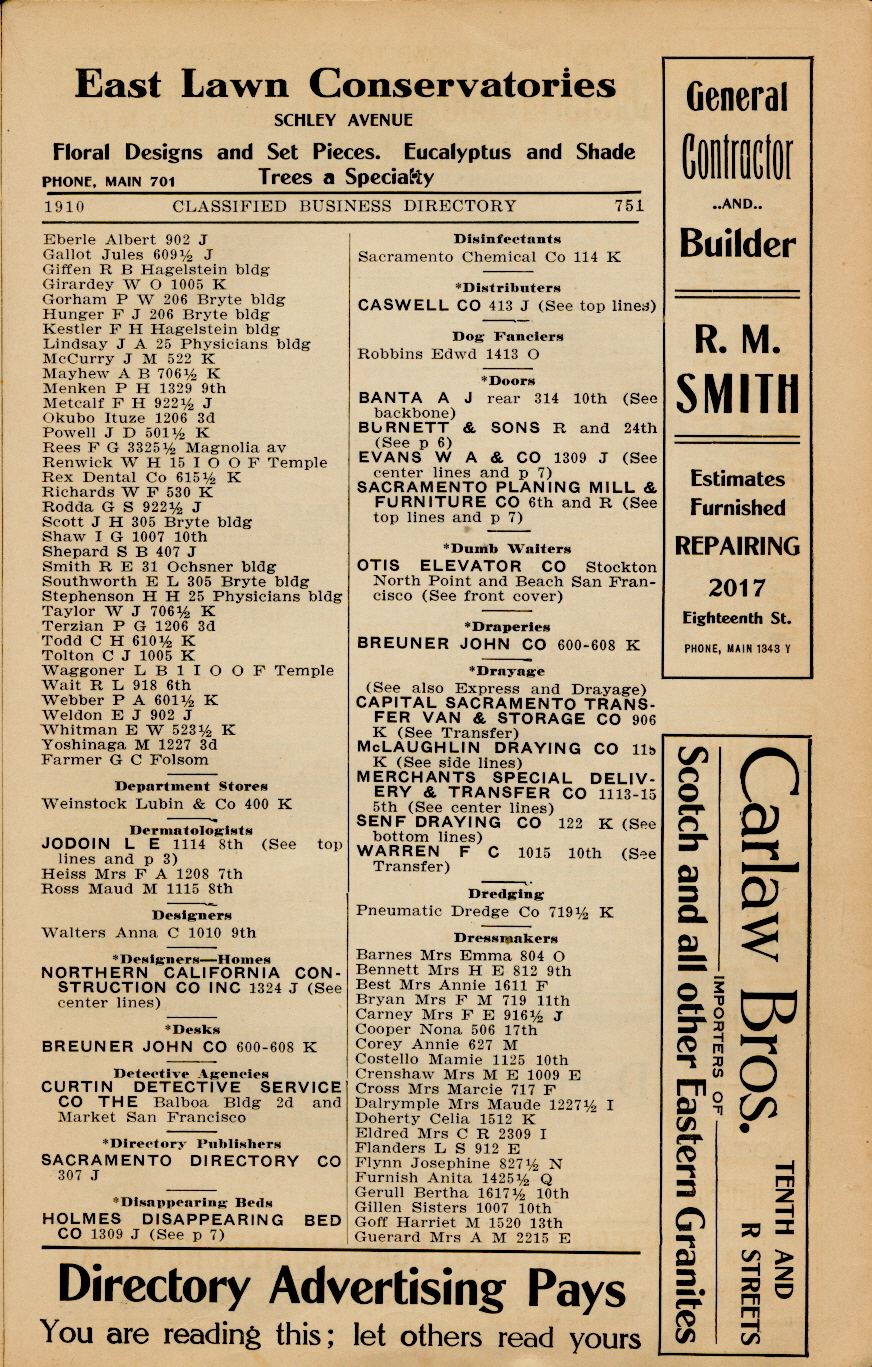 East Lawn Conservatories
SCHLEY AVENUE
Floral Designs and Set Pieces. Eucalyptus and Shade
PHONE, MAIN 701 Trees a Specialty
1910 CLASSIFIED BUSINESS DIRECTORY 751
Eberle Albert 902 J
Gallot Jules 609½ J
Giffen R B Hagelstein bldg
Girardey W O 1005 K
Gorham P W 206 Bryte bldg
Hunger F J 206 Bryte bldg
Kestler F H Hagelstein bldg
Lindsay J A 25 Physicians bldg
McCurry J M 522 K
Mayhew A B 706½ K
Menken P H 1329 9th
Metcalf F H 922½ J
Okubo Ituze 1206 3d
Powell J D 501½ K
Rees F G 3325½ Magnolia av
Renwick W H 15 I O O F Temple
Rex Dental Co 615½ K
Richards W F 530 K
Rodda G S 922½ J
Scott J H 305 Bryte bldg
Shaw I G 1007 10th
Shepard S B 407 J
Smith R E 31 Ochsner bldg
Southworth E L 305 Bryte bldg
Stephenson H H 25 Physicians bldg
Taylor W J 706½ K
Terzian P G 1206 3d
Todd C H 610½ K
Tolton C J 1005 K
Waggoner L B 1 I O O F Temple
Wait R L 918 6th
Webber P A 601½ K
Weldon E J 902 J
Whitman E W 523½ K
Yoshinaga M 1227 3d
Farmer G C Folsom
Department Stores
Weinstock Lubin & Co 400 K
Dermatologists
JODOIN L E 1114 8th (See top
lines and p 3)
Heiss Mrs F A 1208 7th
Ross Maud M 1115 8th
Designers
Walters Anna C 1010 9th
*Designers—Homes
NORTHERN CALIFORNIA CON-
STRUCTION CO INC 1324 J (See
center lines)
*Desks
BREUNER JOHN CO 600-608 K
Detective Agencies
CURTIN DETECTIVE SERVICE
CO THE Balboa Bldg 2d and
Market San Francisco
*Directory Publishers
SACRAMENTO DIRECTORY CO
307 J
*Disappearing Beds
HOLMES DISAPPEARING BED
CO 1309 J (See p 7)
Disinfectants
Sacramento Chemical Co 114 K
*Distributers
CASWELL CO 413 J (See top lines)
Dog Fanciers
Robbins Edwd 1413 O
*Doors
BANTA A J rear 314 10th (See
backbone)
BURNETT & SONS R and 24th
(See p 6)
EVANS W A & CO 1309 J (See
center lines and p 7)
SACRAMENTO PLANING MILL &
FURNITURE CO 6th and R (See
top lines and p 7)
*Dumb Waiters
OTIS ELEVATOR CO Stockton
North Point and Beach San Fran-
cisco (See front cover)
*Draperies
BREUNER JOHN CO 600-608 K
*Drayage
(See also Express and Drayage)
CAPITAL SACRAMENTO TRANS-
FER VAN & STORAGE CO 906
K (See Transfer)
McLAUGHLIN DRAYING CO
K (See side lines)
MERCHANTS SPECIAL DELIV-
ERY & TRANSFER CO 1113-15
5th (See center lines)
SENF DRAYING CO 122 K (See
bottom lines)
WARREN F C 1015 10th (See
Transfer)
Dredging
Pneumatic Dredge Co 719½ K
Dressmakers
Barnes Mrs Emma 804 O
Bennett Mrs H E 812 9th
Best Mrs Annie 1611 F
Bryan Mrs F M 719 11th
Carney Mrs F E 916½ J
Cooper Nona 506 17th
Corey Annie 627 M
Costello Mamie 1125 10th
Crenshaw Mrs M E 1009 E
Cross Mrs Marcie 717 F
Dalrymple Mrs Maude 1227½ I
Doherty Celia 1512 K
Eldred Mrs C R 2309 I
Flanders L S 912 E
Flynn Josephine 827½ N
Furnish Anita 1425½ Q
Gerull Bertha 1617½ 10th
Gillen Sisters 1007 10th
Goff Harriet M 1520 13th
Guerard Mrs A M 2215 E
General
Contractor
..AND..
Builder
R. M.
SMITH
Estimates
Furnished
REPAIRING
2017
Eighteenth St.
PHONE, MAIN 1343 Y
Carlaw Bros.
TENTH AND
R STREETS
IMPORTERS OF
Scotch and all other Eastern Granites
Directory Advertising Pays
You are reading this; let others read yours